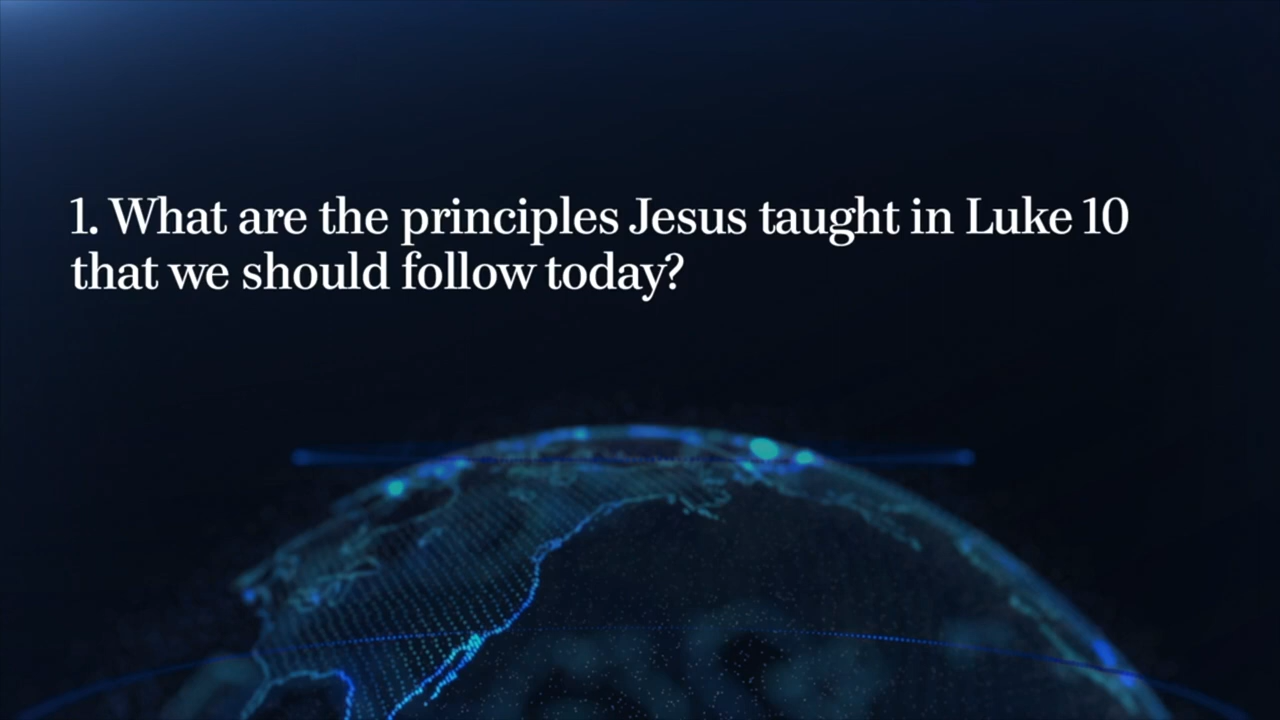 1. What are the principles Jesus taught in Luke 10
that we should follow today?